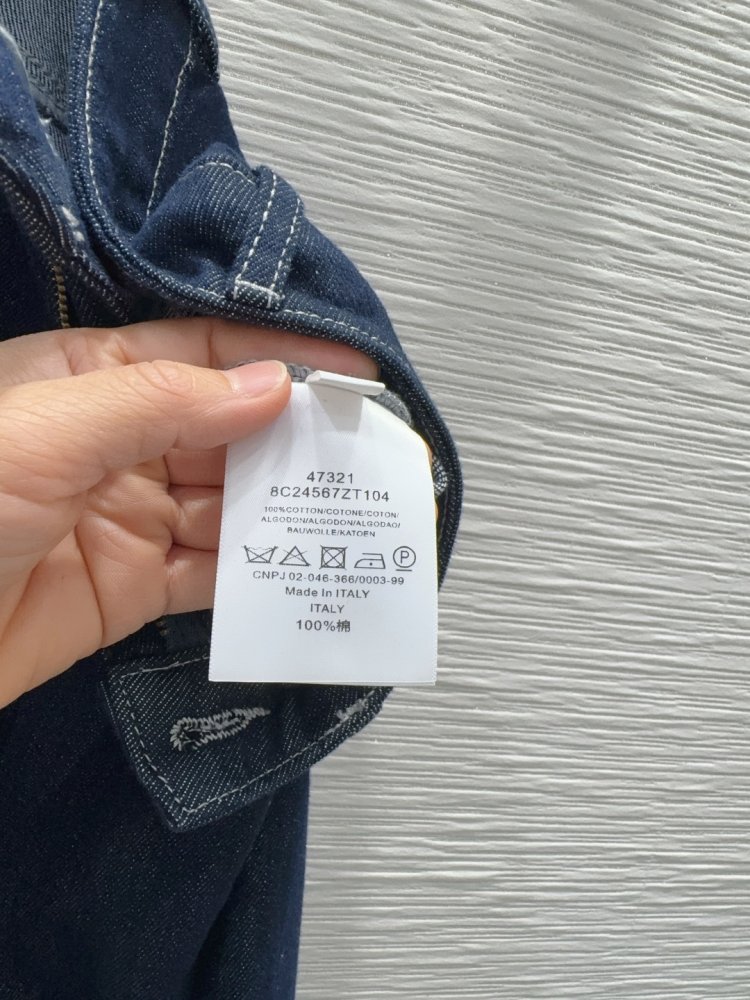 47321
8C24567ZT104
100%COTTON/COTONE/COTON/
ALGODON/ALGODON/ALGODAO/
BAUWOLLE/KATOEN
P
CNPJ 02-046-366/0003-99
Made In ITALY
ITALY
100%棉